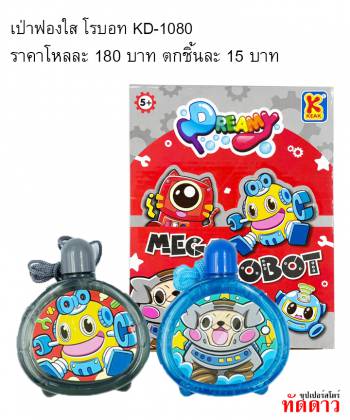 เป่าฟองใส โรบอท KD-1080
ราคาโหลละ 180 บาท ตกชิ้นละ 15 บาท
5+
DREAMY
K
KEAK
MEG
ROBOT
ซุปเปอร์สโตร์
ทัดดาว